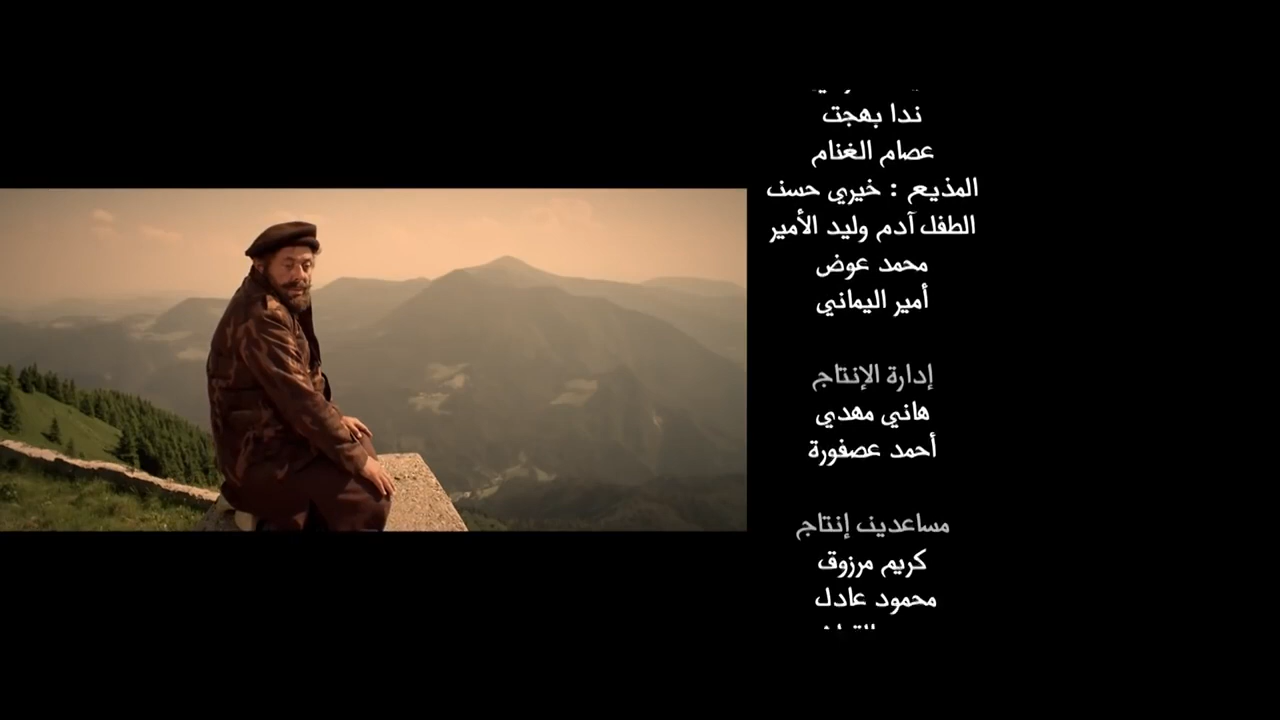 ندا بهجت
عصام الغنام
المذيع : خيري حسن
الطفل آدم وليد الأمير
محمد عوض
أمير اليماني
إدارة الإنتاج
هاني مهدي
أحمد عصفورة
مساعدين إنتاج
كريم مرزوق
محمود عادل